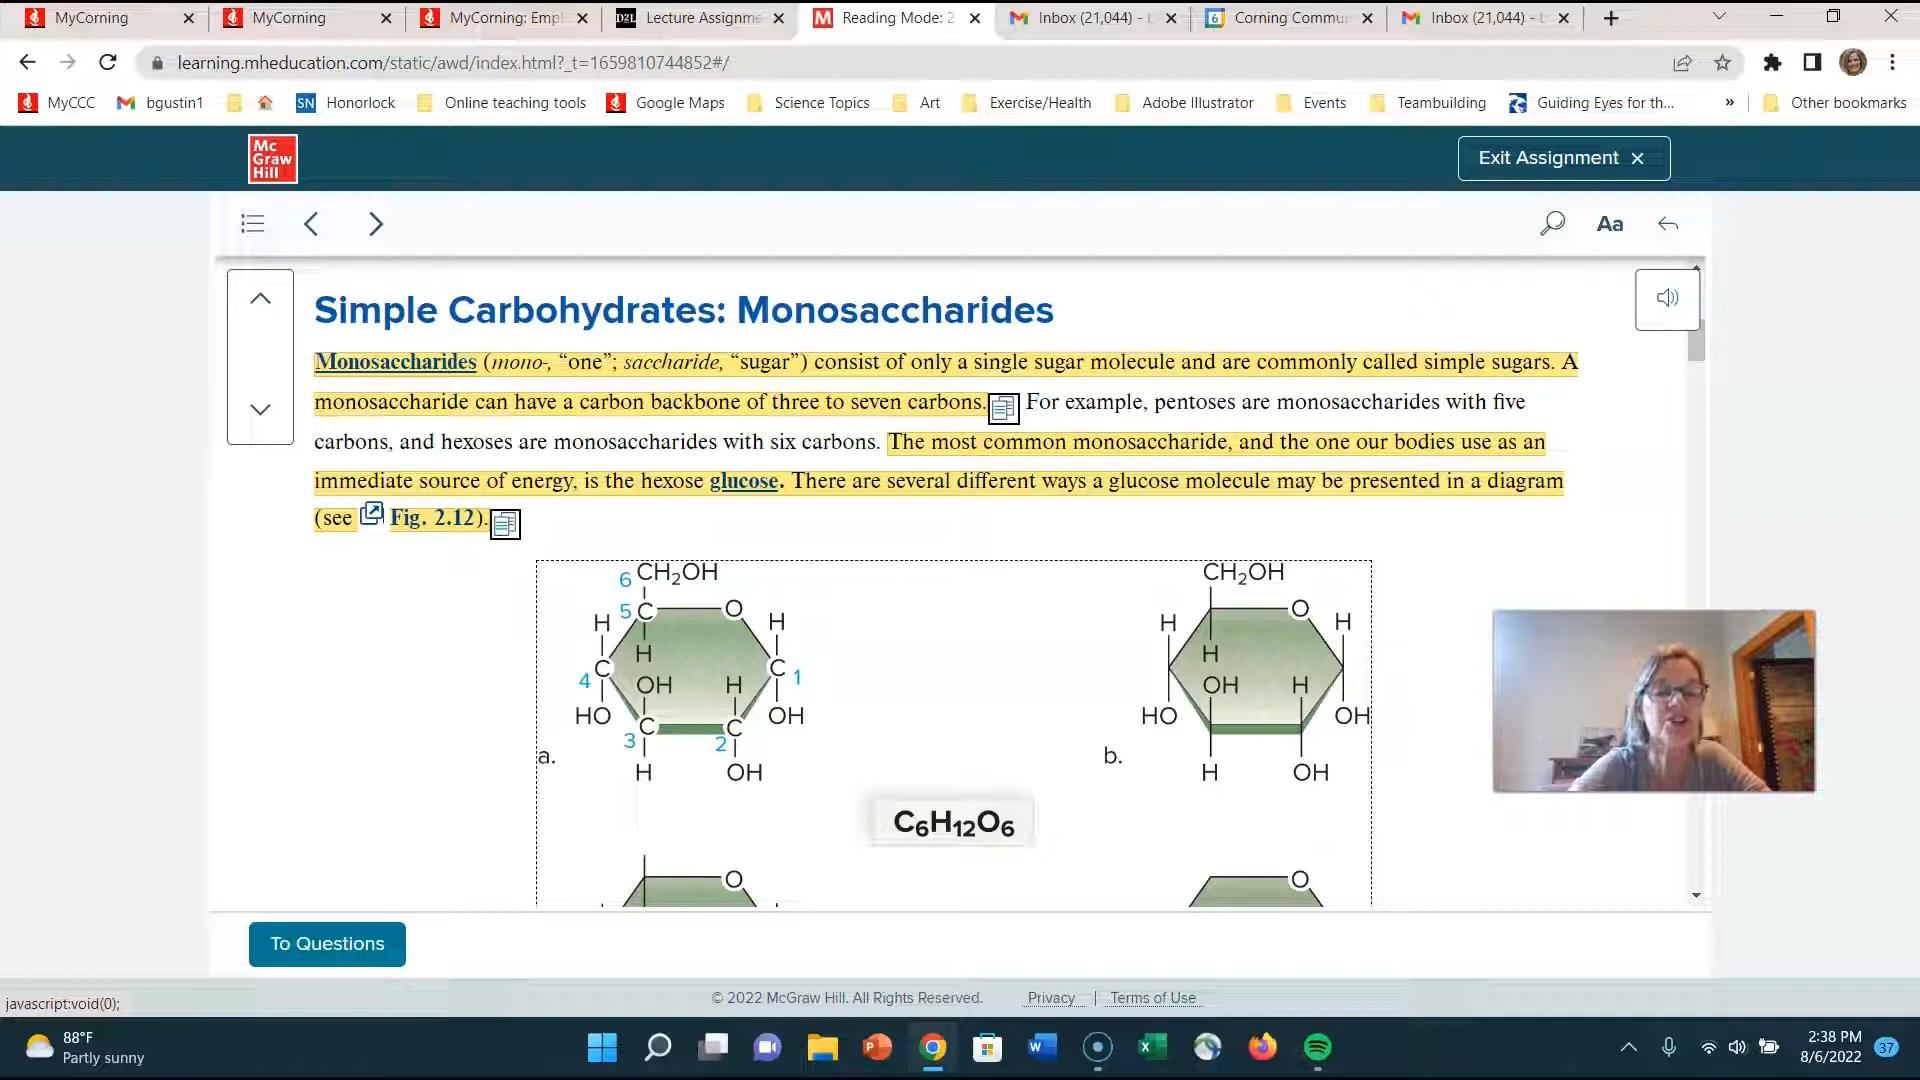 MyCorning
MyCorning
MyCorning: Empl
D2L Lecture Assignme
M Reading Mode: 2
Inbox (21,044) -
6 Corning Commu
Inbox (21,044) -
learning.mheducation.com/static/awd/index.html?_t=1659810744852#/
MyCCC bgustin1 SN Honorlock Online teaching tools Google Maps Science Topics Art Exercise/Health Adobe Illustrator Events Teambuilding Guiding Eyes for th... » Other bookmarks
Mc
Graw
Hill
Exit Assignment ×
Aa
Simple Carbohydrates: Monosaccharides
Monosaccharides (mono-, “one”; saccharide, “sugar”) consist of only a single sugar molecule and are commonly called simple sugars. A
monosaccharide can have a carbon backbone of three to seven carbons. For example, pentoses are monosaccharides with five
carbons, and hexoses are monosaccharides with six carbons. The most common monosaccharide, and the one our bodies use as an
immediate source of energy, is the hexose glucose. There are several different ways a glucose molecule may be presented in a diagram
(see Fig. 2.12).
6 CH₂OH
5 C O
H H
H
4 C C 1
OH H
HO OH
C C
3 2
a.
H OH
CH₂OH
O
H H
H
OH H
HO OH
b.
H OH
C₆H₁₂O₆
O
O
To Questions
© 2022 McGraw Hill. All Rights Reserved. Privacy | Terms of Use
javascript:void(0);
88°F
Partly sunny
2:38 PM
8/6/2022
37